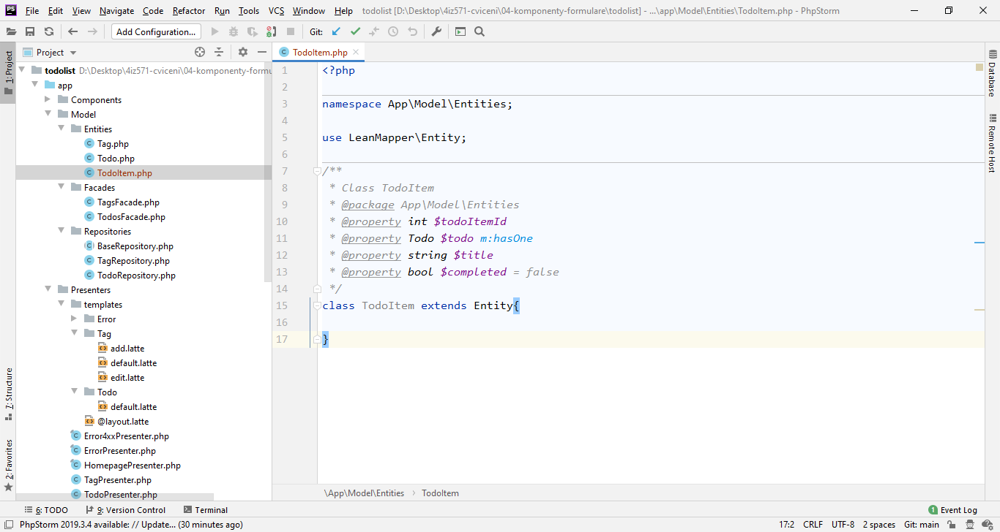 PS File Edit View Navigate Code Refactor Run Tools VCS Window Help todolist [D:\Desktop\4iz571-cviceni\04-komponenty-formulare\todolist] - ...\app\Model\Entities\TodoItem.php - PhpStorm
Add Configuration... Git:
1: Project
Project
TodoItem.php
todolist D:\Desktop\4iz571-cviceni\04-komponenty-formu
app
Components
Model
Entities
Tag.php
Todo.php
TodoItem.php
Facades
TagsFacade.php
TodosFacade.php
Repositories
BaseRepository.php
TagRepository.php
TodoRepository.php
Presenters
templates
Error
Tag
add.latte
default.latte
edit.latte
Todo
default.latte
@layout.latte
Error4xxPresenter.php
ErrorPresenter.php
HomepagePresenter.php
TagPresenter.php
TodoPresenter.php
1 <?php
2
3 namespace App\Model\Entities;
4
5 use LeanMapper\Entity;
6
7 /**
8 * Class TodoItem
9 * @package App\Model\Entities
10 * @property int $todoItemId
11 * @property Todo $todo m:hasOne
12 * @property string $title
13 * @property bool $completed = false
14 */
15 class TodoItem extends Entity{
16
17 }
\App\Model\Entities › TodoItem
Database
Remote Host
7: Structure
2: Favorites
6: TODO 9: Version Control Terminal 1 Event Log
PhpStorm 2019.3.4 available: // Update... (30 minutes ago) 17:2 CRLF UTF-8 2 spaces Git: main